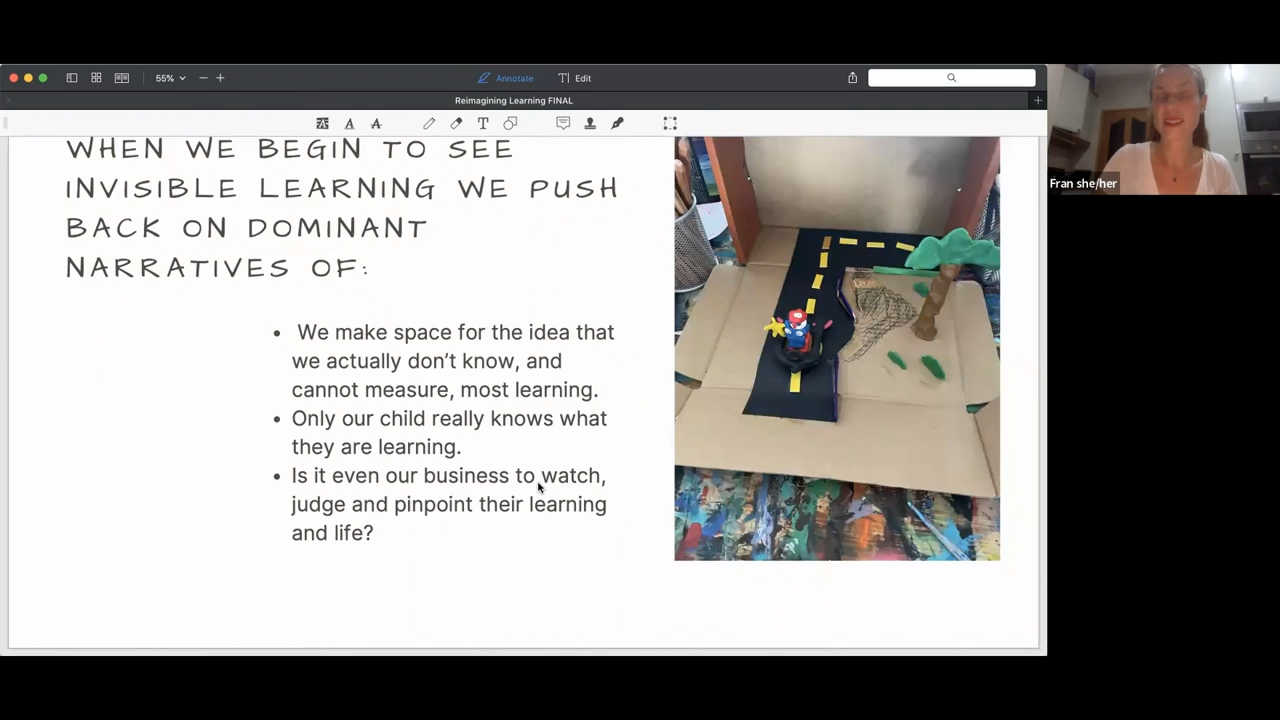 55%
Annotate
Edit
Reimagining Learning FINAL
WHEN WE BEGIN TO SEE
INVISIBLE LEARNING WE PUSH
BACK ON DOMINANT
NARRATIVES OF:
• We make space for the idea that
we actually don’t know, and
cannot measure, most learning.
• Only our child really knows what
they are learning.
• Is it even our business to watch,
judge and pinpoint their learning
and life?
Fran she/her